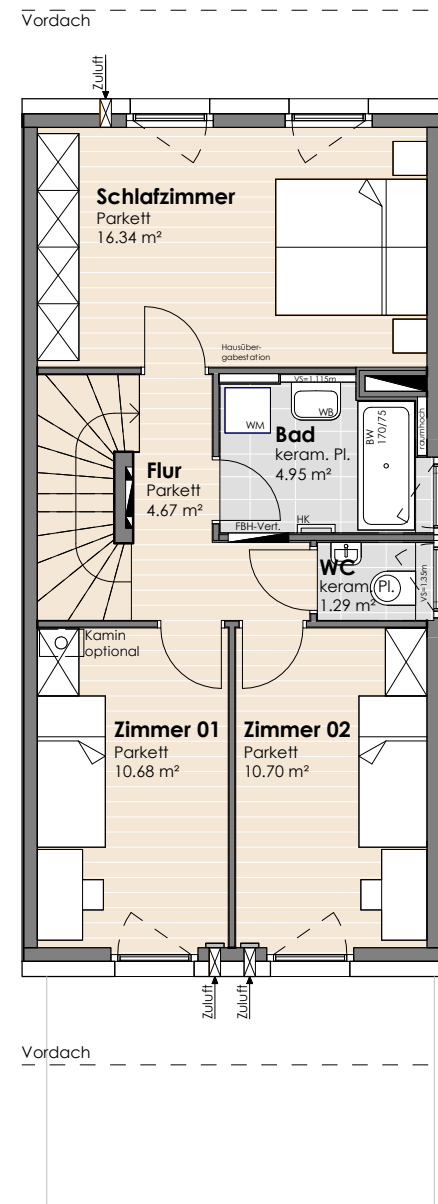 Vordach
Zuluft
Schlafzimmer
Parkett
16.34 m²
Hausüber-
gabestation
VS=1.115m
WM
WB
Bad
keram. Pl.
4.95 m²
BW
170/75
raumhoch
Flur
Parkett
4.67 m²
FBH-Vert.
HK
WC
keram. Pl.
1.29 m²
VS=1.35m
Kamin
optional
Zimmer 01
Parkett
10.68 m²
Zimmer 02
Parkett
10.70 m²
Zuluft
Zuluft
Vordach